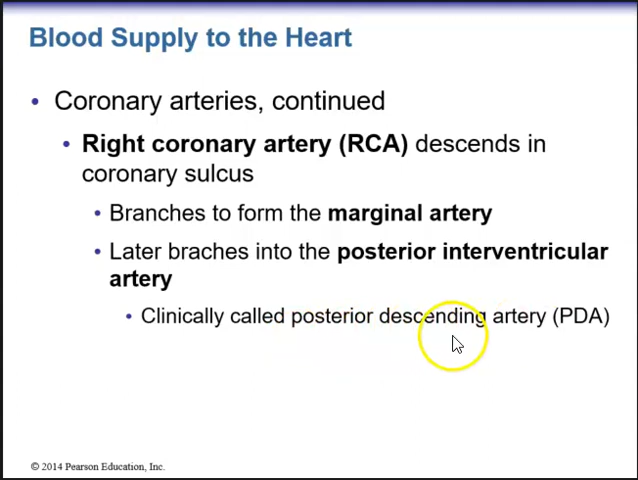 Blood Supply to the Heart
• Coronary arteries, continued
• Right coronary artery (RCA) descends in
coronary sulcus
• Branches to form the marginal artery
• Later braches into the posterior interventricular
artery
• Clinically called posterior descending artery (PDA)
© 2014 Pearson Education, Inc.